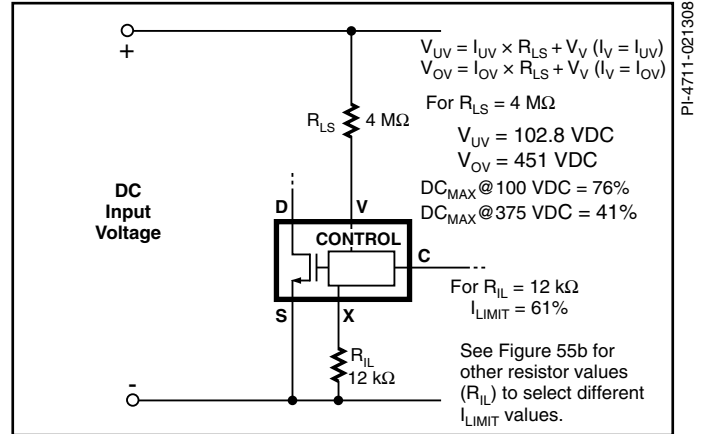 +
V_UV = I_UV × R_LS + V_V (I_V = I_UV)
V_OV = I_OV × R_LS + V_V (I_V = I_OV)
For R_LS = 4 MΩ
R_LS 4 MΩ
V_UV = 102.8 VDC
V_OV = 451 VDC
DC
Input
Voltage
DC_MAX@100 VDC = 76%
DC_MAX@375 VDC = 41%
D
V
CONTROL
C
For R_IL = 12 kΩ
I_LIMIT = 61%
S
X
R_IL
12 kΩ
See Figure 55b for
other resistor values
(R_IL) to select different
I_LIMIT values.
-
PI-4711-021308